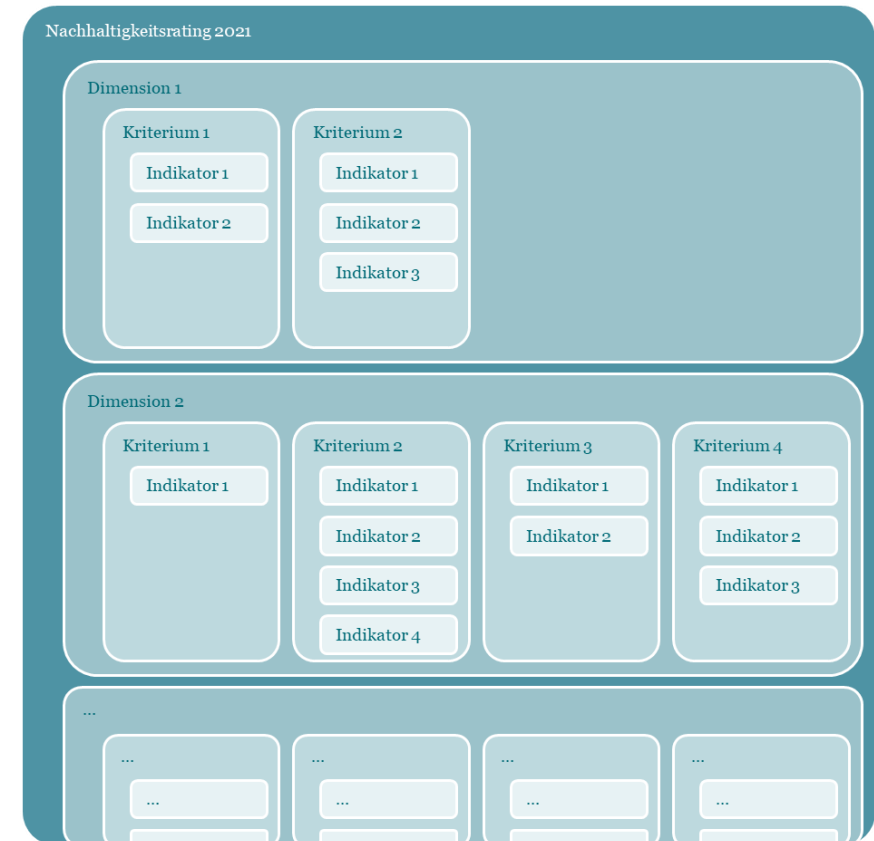 Nachhaltigkeitsrating 2021
Dimension 1
Kriterium 1
Indikator 1
Indikator 2
Kriterium 2
Indikator 1
Indikator 2
Indikator 3
Dimension 2
Kriterium 1
Indikator 1
Kriterium 2
Indikator 1
Indikator 2
Indikator 3
Indikator 4
Kriterium 3
Indikator 1
Indikator 2
Kriterium 4
Indikator 1
Indikator 2
Indikator 3
...
...
...
...
...
...
...
...
...